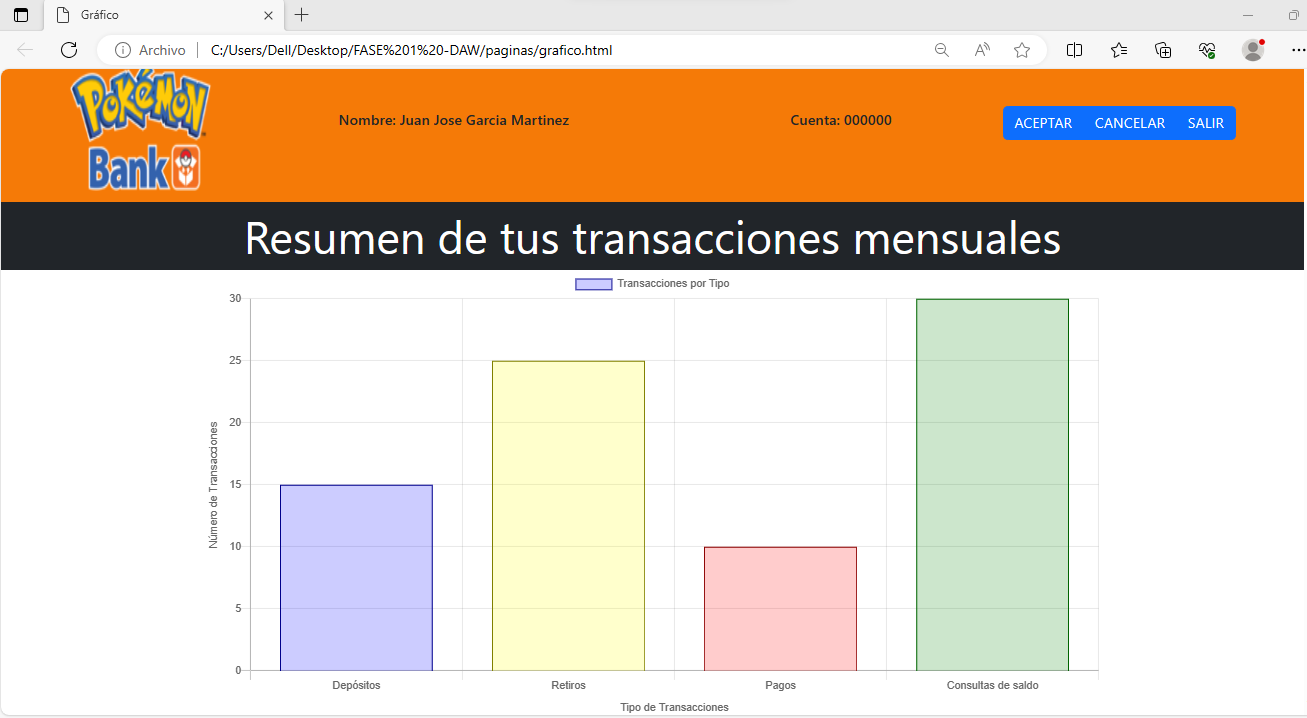 Gráfico
Archivo
C:/Users/Dell/Desktop/FASE%201%20-DAW/paginas/grafico.html
POKéMON
Bank
Nombre: Juan Jose Garcia Martinez
Cuenta: 000000
ACEPTAR CANCELAR SALIR
Resumen de tus transacciones mensuales
Transacciones por Tipo
Número de Transacciones
30
25
20
15
10
5
0
Depósitos Retiros Pagos Consultas de saldo
Tipo de Transacciones